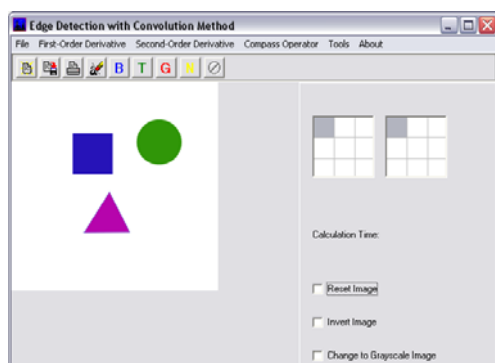 Edge Detection with Convolution Method
File First-Order Derivative Second-Order Derivative Compass Operator Tools About
B T G
Calculation Time:
Reset Image
Invert Image
Change to Grayscale Image